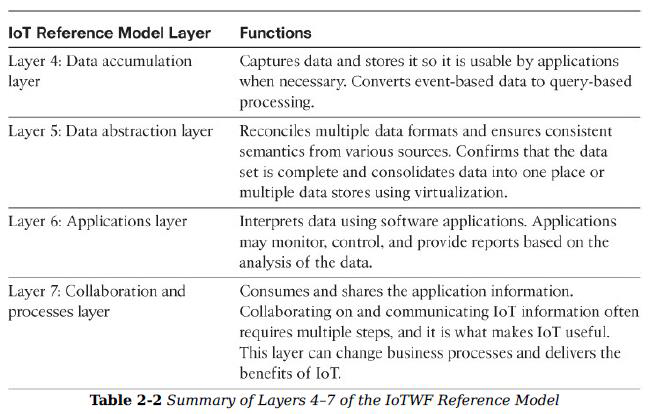 IoT Reference Model Layer Functions
Layer 4: Data accumulation layer
Captures data and stores it so it is usable by applications
when necessary. Converts event-based data to query-based
processing.
Layer 5: Data abstraction layer
Reconciles multiple data formats and ensures consistent
semantics from various sources. Confirms that the data
set is complete and consolidates data into one place or
multiple data stores using virtualization.
Layer 6: Applications layer
Interprets data using software applications. Applications
may monitor, control, and provide reports based on the
analysis of the data.
Layer 7: Collaboration and
processes layer
Consumes and shares the application information.
Collaborating on and communicating IoT information often
requires multiple steps, and it is what makes IoT useful.
This layer can change business processes and delivers the
benefits of IoT.
Table 2-2 Summary of Layers 4–7 of the IoTWF Reference Model